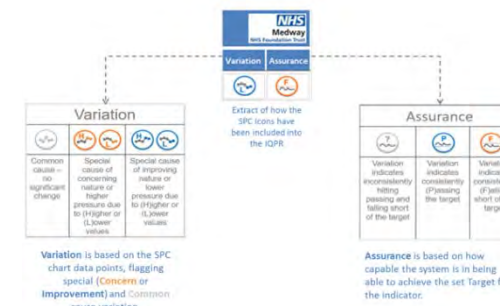 NHS
Medway
NHS Foundation Trust
Variation Assurance
H L F
Extract of how the
SPC icons have
been included into
the IQPR
Variation
H L H L
Common
cause –
no
significant
change
Special
cause of
concerning
nature or
higher
pressure due
to (H)igher or
(L)ower
values
Special cause
of improving
nature or
lower
pressure due
to (H)igher or
(L)ower
values
Variation is based on the SPC
chart data points, flagging
special (Concern or
Improvement) and Common
cause variation
Assurance
? P F
Variation
indicates
inconsistently
hitting
passing and
falling short
of the target
Variation
indicates
consistently
(P)assing
the target
Assurance is based on how
capable the system is in being
able to achieve the set Target
the indicator.